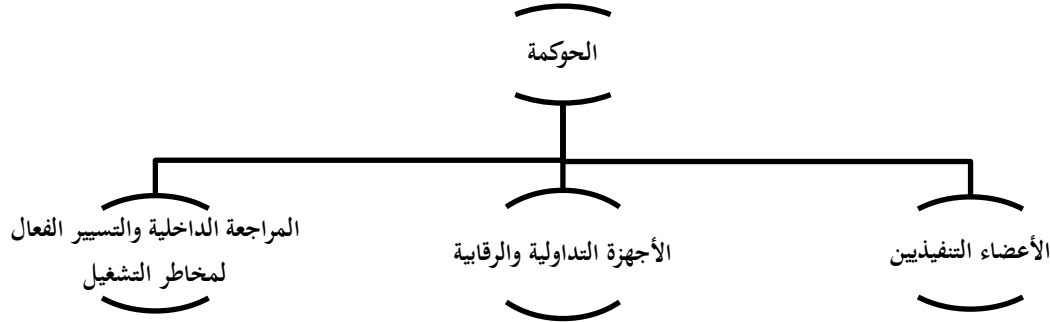 الحوكمة
الأعضاء التنفيذيين
الأجهزة التداولية والرقابية
المراجعة الداخلية والتسيير الفعال
لمخاطر التشغيل